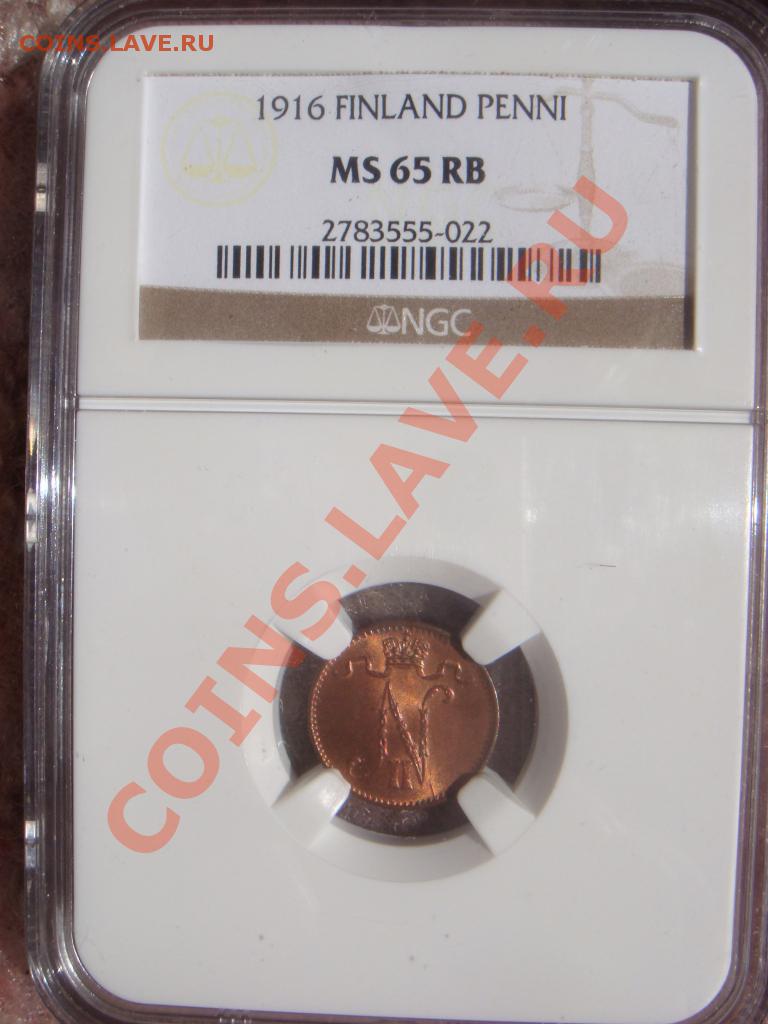 COINS.LAVE.RU
1916 FINLAND PENNI
MS 65 RB
2783555-022
NGC
COINS.LAVE.RU
N
II